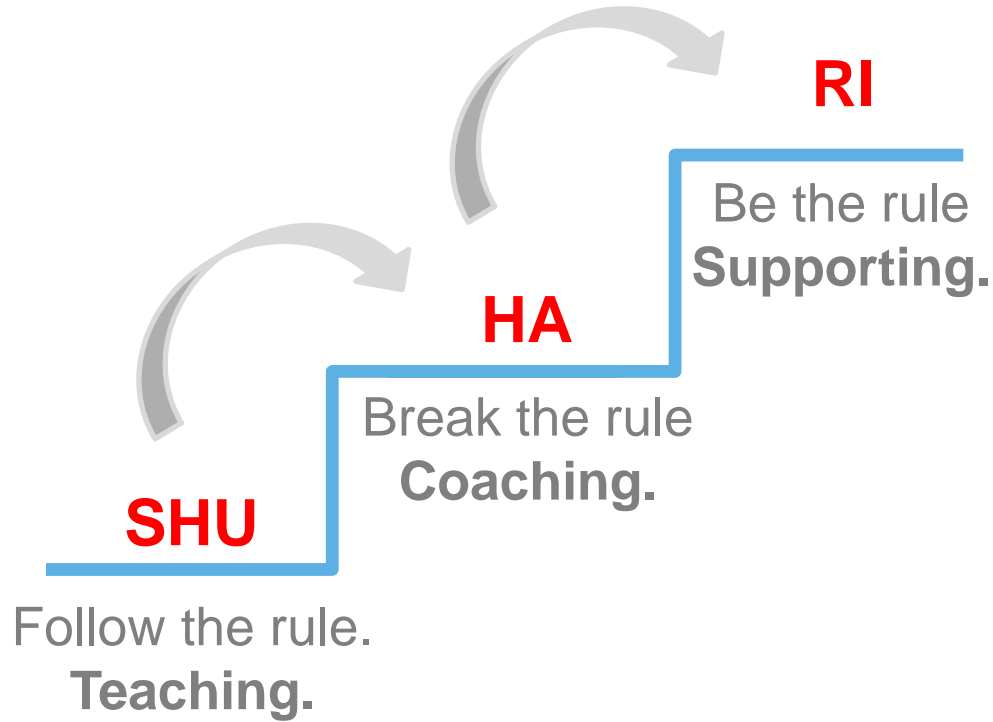 RI
Be the rule
Supporting.
HA
Break the rule
Coaching.
SHU
Follow the rule.
Teaching.